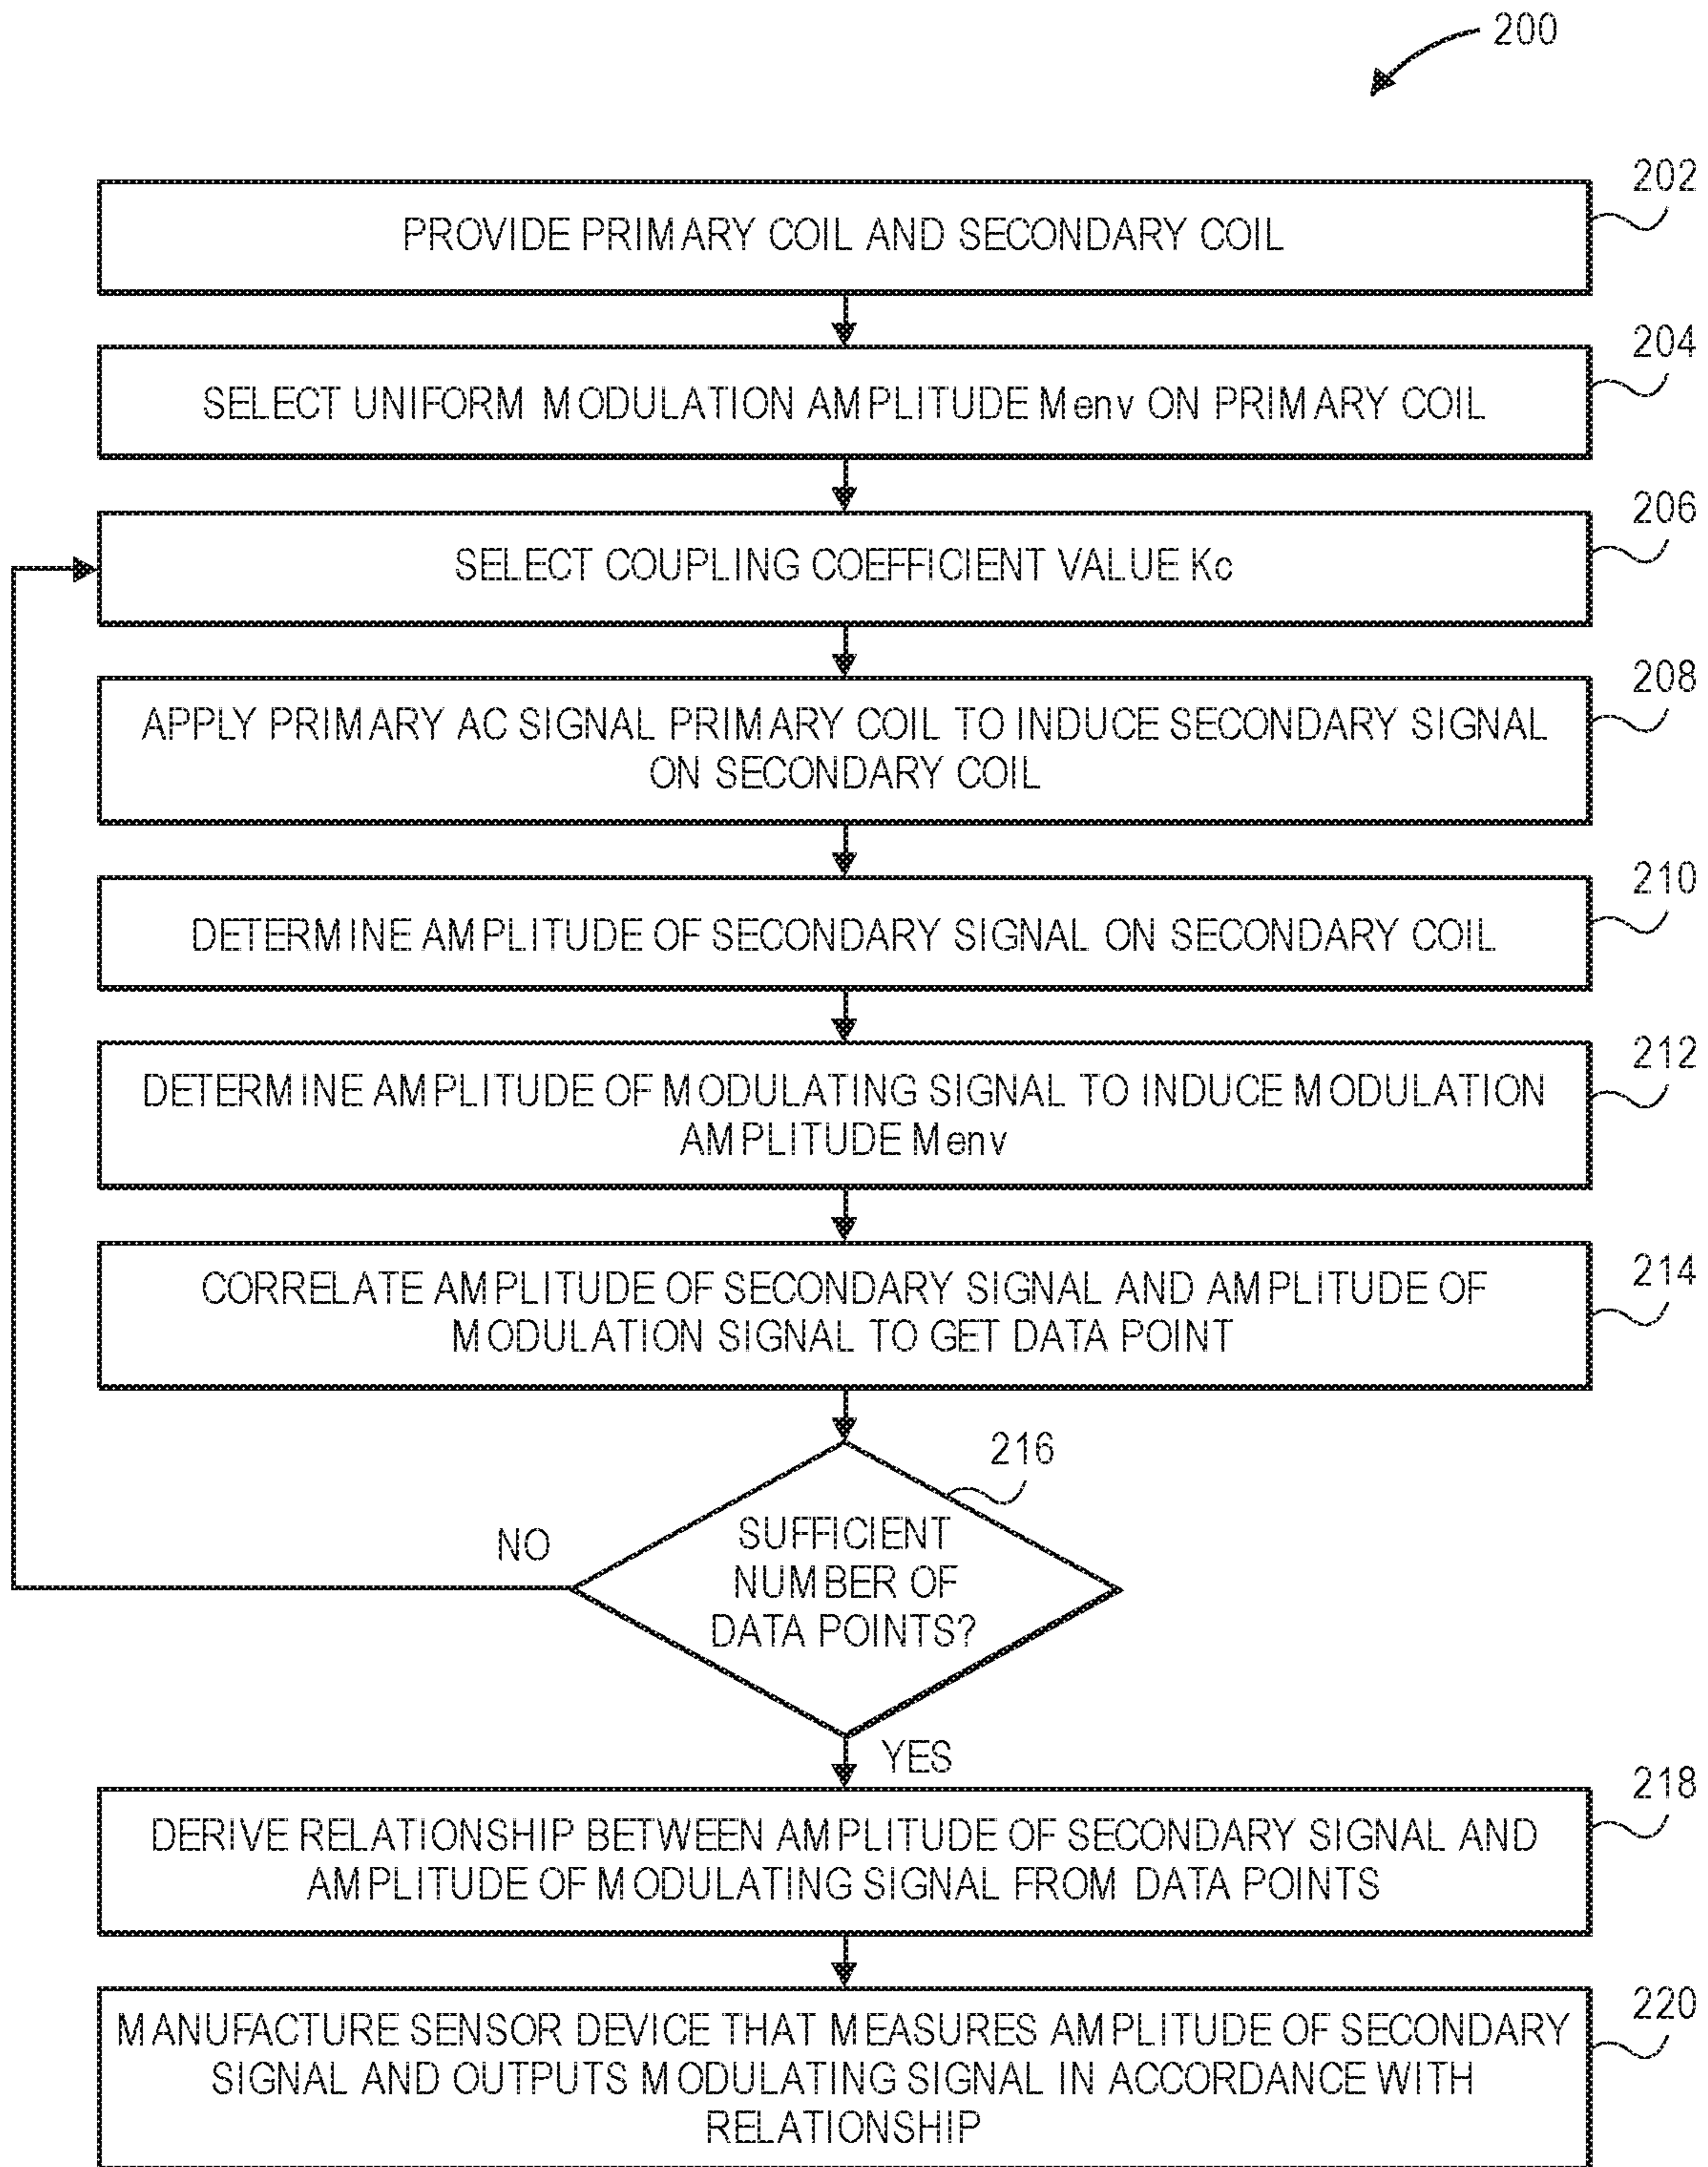 200
202
PROVIDE PRIMARY COIL AND SECONDARY COIL
204
SELECT UNIFORM MODULATION AMPLITUDE Menv ON PRIMARY COIL
206
SELECT COUPLING COEFFICIENT VALUE Kc
208
APPLY PRIMARY AC SIGNAL PRIMARY COIL TO INDUCE SECONDARY SIGNAL
ON SECONDARY COIL
210
DETERMINE AMPLITUDE OF SECONDARY SIGNAL ON SECONDARY COIL
212
DETERMINE AMPLITUDE OF MODULATING SIGNAL TO INDUCE MODULATION
AMPLITUDE Menv
214
CORRELATE AMPLITUDE OF SECONDARY SIGNAL AND AMPLITUDE OF
MODULATION SIGNAL TO GET DATA POINT
216
NO
SUFFICIENT
NUMBER OF
DATA POINTS?
YES
218
DERIVE RELATIONSHIP BETWEEN AMPLITUDE OF SECONDARY SIGNAL AND
AMPLITUDE OF MODULATING SIGNAL FROM DATA POINTS
220
MANUFACTURE SENSOR DEVICE THAT MEASURES AMPLITUDE OF SECONDARY
SIGNAL AND OUTPUTS MODULATING SIGNAL IN ACCORDANCE WITH
RELATIONSHIP